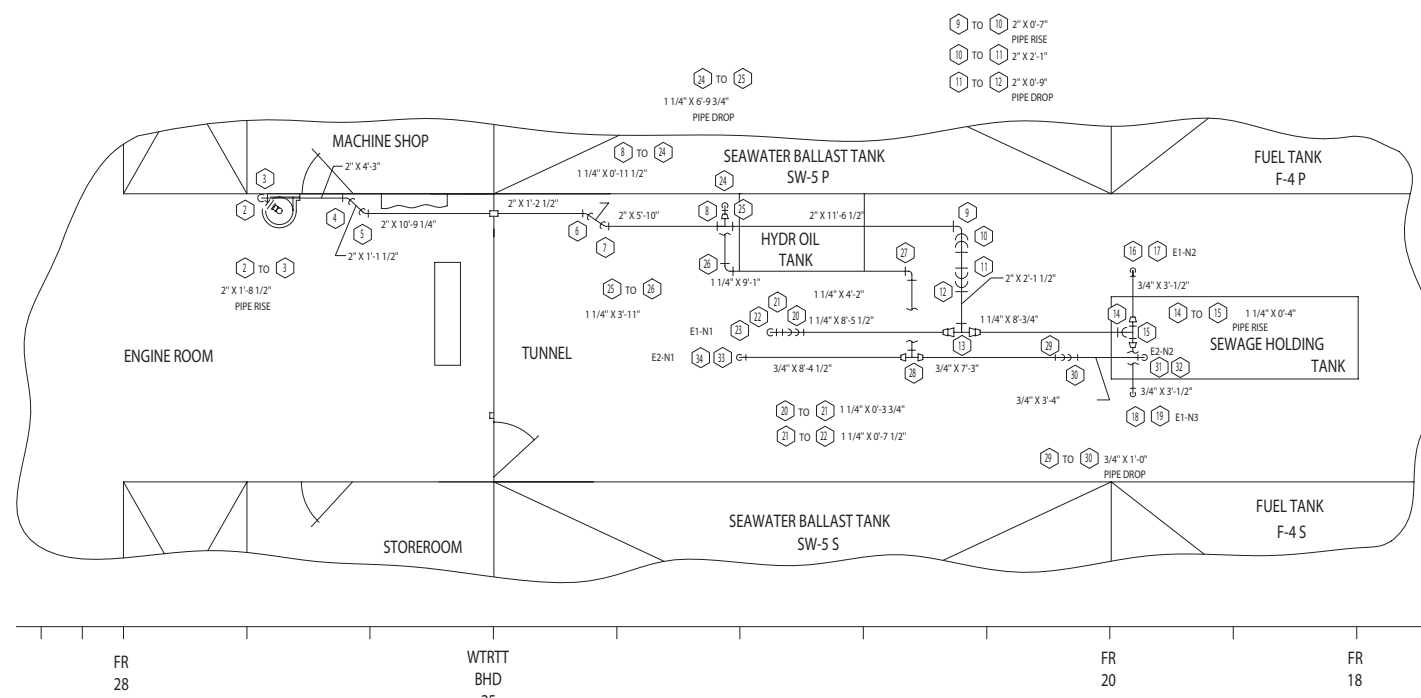 9 TO 10 2" X 0'-7"
PIPE RISE
10 TO 11 2" X 2'-1"
11 TO 12 2" X 0'-9"
PIPE DROP
24 TO 25
1 1/4" X 6'-9 3/4"
PIPE DROP
MACHINE SHOP
8 TO 24
1 1/4" X 0'-11 1/2"
SEAWATER BALLAST TANK
SW-5 P
FUEL TANK
F-4 P
2" X 4'-3"
3
2
4
5
2" X 10'-9 1/4"
2" X 1'-1 1/2"
2" X 1'-2 1/2"
6
7
2" X 5'-10"
24
8
25
2" X 11'-6 1/2"
9
10
HYDR OIL
TANK
26
27
11
12
2" X 2'-1 1/2"
16 17 E1-N2
3/4" X 3'-1/2"
2 TO 3
2" X 1'-8 1/2"
PIPE RISE
25 TO 26
1 1/4" X 3'-11"
1 1/4" X 9'-1"
1 1/4" X 4'-2"
21
22
20
E1-N1
23
1 1/4" X 8'-5 1/2"
1 1/4" X 8'-3/4"
13
14
15
14 TO 15 1 1/4" X 0'-4"
PIPE RISE
SEWAGE HOLDING
TANK
ENGINE ROOM
TUNNEL
E2-N1
34 33
3/4" X 8'-4 1/2"
28
3/4" X 7'-3"
29
30
E2-N2
31 32
3/4" X 3'-4"
3/4" X 3'-1/2"
18 19 E1-N3
20 TO 21 1 1/4" X 0'-3 3/4"
21 TO 22 1 1/4" X 0'-7 1/2"
29 TO 30 3/4" X 1'-0"
PIPE DROP
STOREROOM
SEAWATER BALLAST TANK
SW-5 S
FUEL TANK
F-4 S
FR
28
WTRTT
BHD
FR
20
FR
18